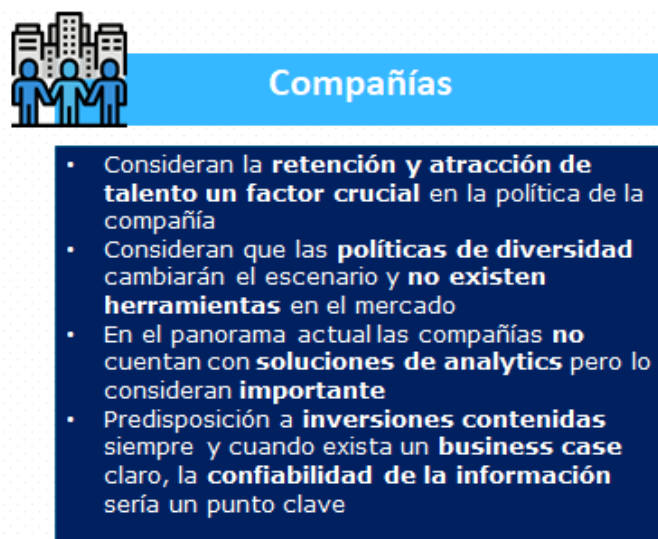 Compañías
• Consideran la retención y atracción de
talento un factor crucial en la política de la
compañía
• Consideran que las políticas de diversidad
cambiarán el escenario y no existen
herramientas en el mercado
• En el panorama actual las compañías no
cuentan con soluciones de analytics pero lo
consideran importante
• Predisposición a inversiones contenidas
siempre y cuando exista un business case
claro, la confiabilidad de la información
sería un punto clave